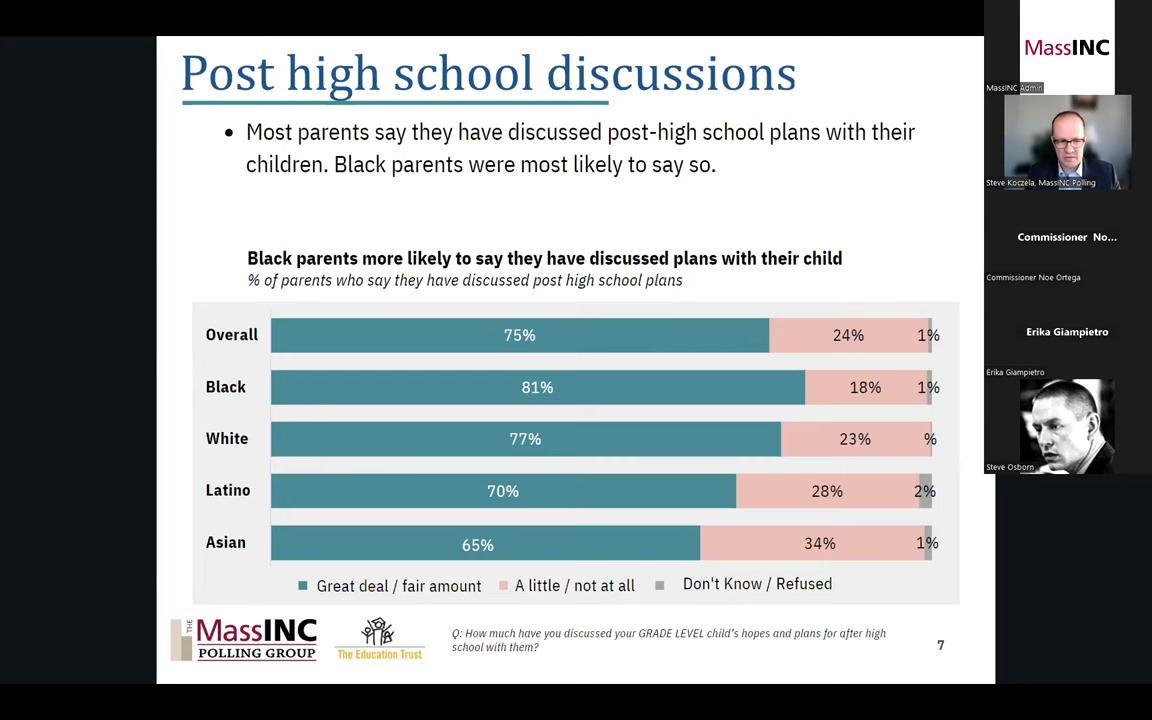 Post high school discussions
• Most parents say they have discussed post-high school plans with their
children. Black parents were most likely to say so.
Black parents more likely to say they have discussed plans with their child
% of parents who say they have discussed post high school plans
Overall 75% 24% 1%
Black 81% 18% 1%
White 77% 23% %
Latino 70% 28% 2%
Asian 65% 34% 1%
Great deal / fair amount A little / not at all Don't Know / Refused
THE MassINC
POLLING GROUP
The Education Trust
Q: How much have you discussed your GRADE LEVEL child's hopes and plans for after high
school with them?
7
MassINC
MassINC Admin
Steve Koczela, MassINC Polling
Commissioner No...
Commissioner Noe Ortega
Erika Giampietro
Erika Giampietro
Steve Osborn